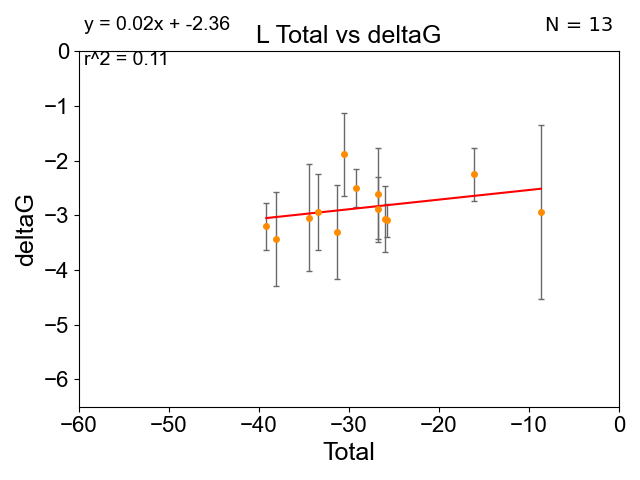 y = 0.02x + -2.36
N = 13
L Total vs deltaG
r^2 = 0.11
0
−1
−2
−3
−4
−5
−6
deltaG
−60
−50
−40
−30
−20
−10
0
Total